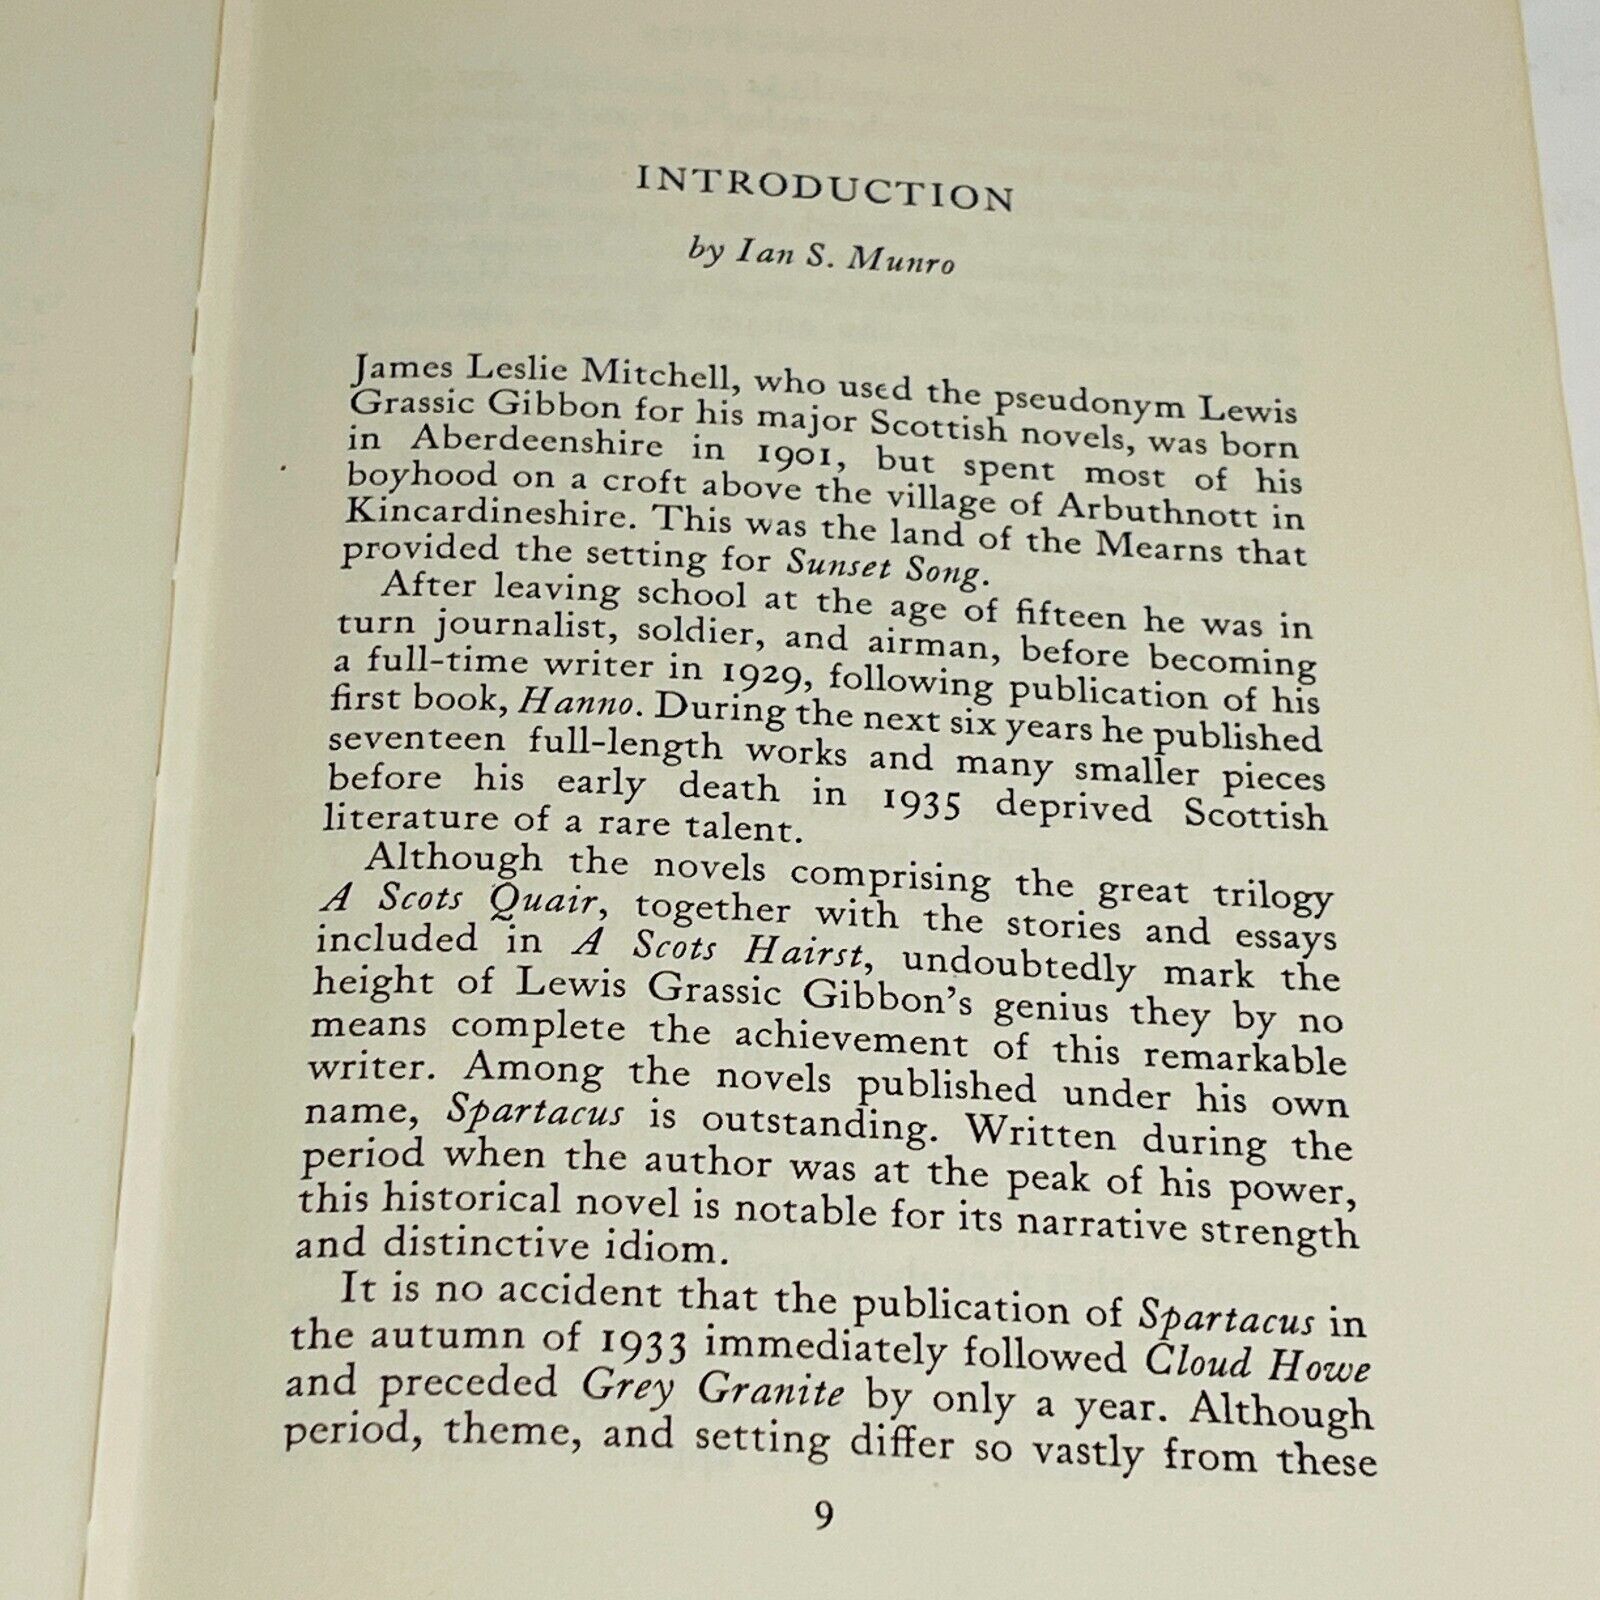 INTRODUCTION
by Ian S. Munro
James Leslie Mitchell, who used the pseudonym Lewis
Grassic Gibbon for his major Scottish novels, was born
in Aberdeenshire in 1901, but spent most of his
boyhood on a croft above the village of Arbuthnott in
Kincardineshire. This was the land of the Mearns that
provided the setting for Sunset Song.
After leaving school at the age of fifteen he was in
turn journalist, soldier, and airman, before becoming
a full-time writer in 1929, following publication of his
first book, Hanno. During the next six years he published
seventeen full-length works and many smaller pieces
before his early death in 1935 deprived Scottish
literature of a rare talent.
Although the novels comprising the great trilogy
A Scots Quair, together with the stories and essays
included in A Scots Hairst, undoubtedly mark the
height of Lewis Grassic Gibbon's genius they by no
means complete the achievement of this remarkable
writer. Among the novels published under his own
name, Spartacus is outstanding. Written during the
period when the author was at the peak of his power,
this historical novel is notable for its narrative strength
and distinctive idiom.
It is no accident that the publication of Spartacus in
the autumn of 1933 immediately followed Cloud Howe
and preceded Grey Granite by only a year. Although
period, theme, and setting differ so vastly from these
9